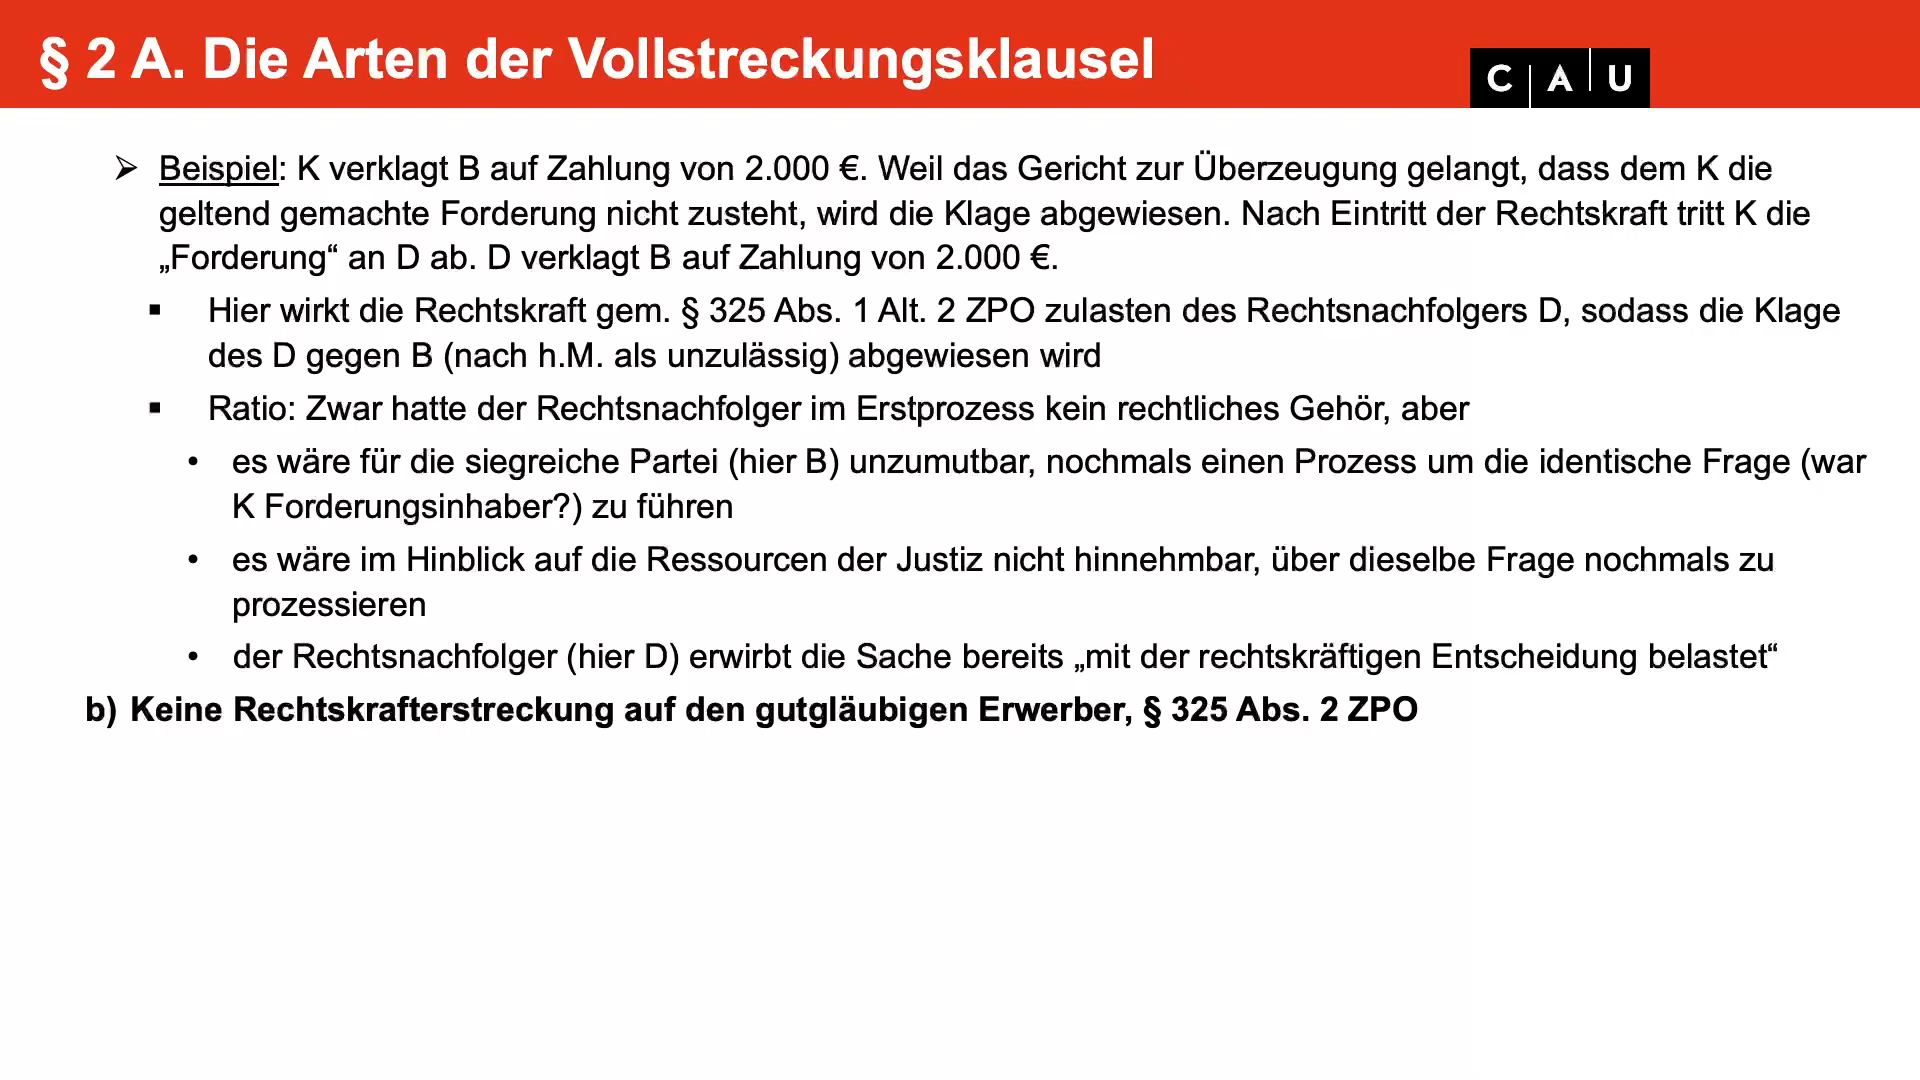 § 2 A. Die Arten der Vollstreckungsklausel
C A U
➢ Beispiel: K verklagt B auf Zahlung von 2.000 €. Weil das Gericht zur Überzeugung gelangt, dass dem K die
geltend gemachte Forderung nicht zusteht, wird die Klage abgewiesen. Nach Eintritt der Rechtskraft tritt K die
„Forderung“ an D ab. D verklagt B auf Zahlung von 2.000 €.
▪ Hier wirkt die Rechtskraft gem. § 325 Abs. 1 Alt. 2 ZPO zulasten des Rechtsnachfolgers D, sodass die Klage
des D gegen B (nach h.M. als unzulässig) abgewiesen wird
▪ Ratio: Zwar hatte der Rechtsnachfolger im Erstprozess kein rechtliches Gehör, aber
• es wäre für die siegreiche Partei (hier B) unzumutbar, nochmals einen Prozess um die identische Frage (war
K Forderungsinhaber?) zu führen
• es wäre im Hinblick auf die Ressourcen der Justiz nicht hinnehmbar, über dieselbe Frage nochmals zu
prozessieren
• der Rechtsnachfolger (hier D) erwirbt die Sache bereits „mit der rechtskräftigen Entscheidung belastet“
b) Keine Rechtskrafterstreckung auf den gutgläubigen Erwerber, § 325 Abs. 2 ZPO